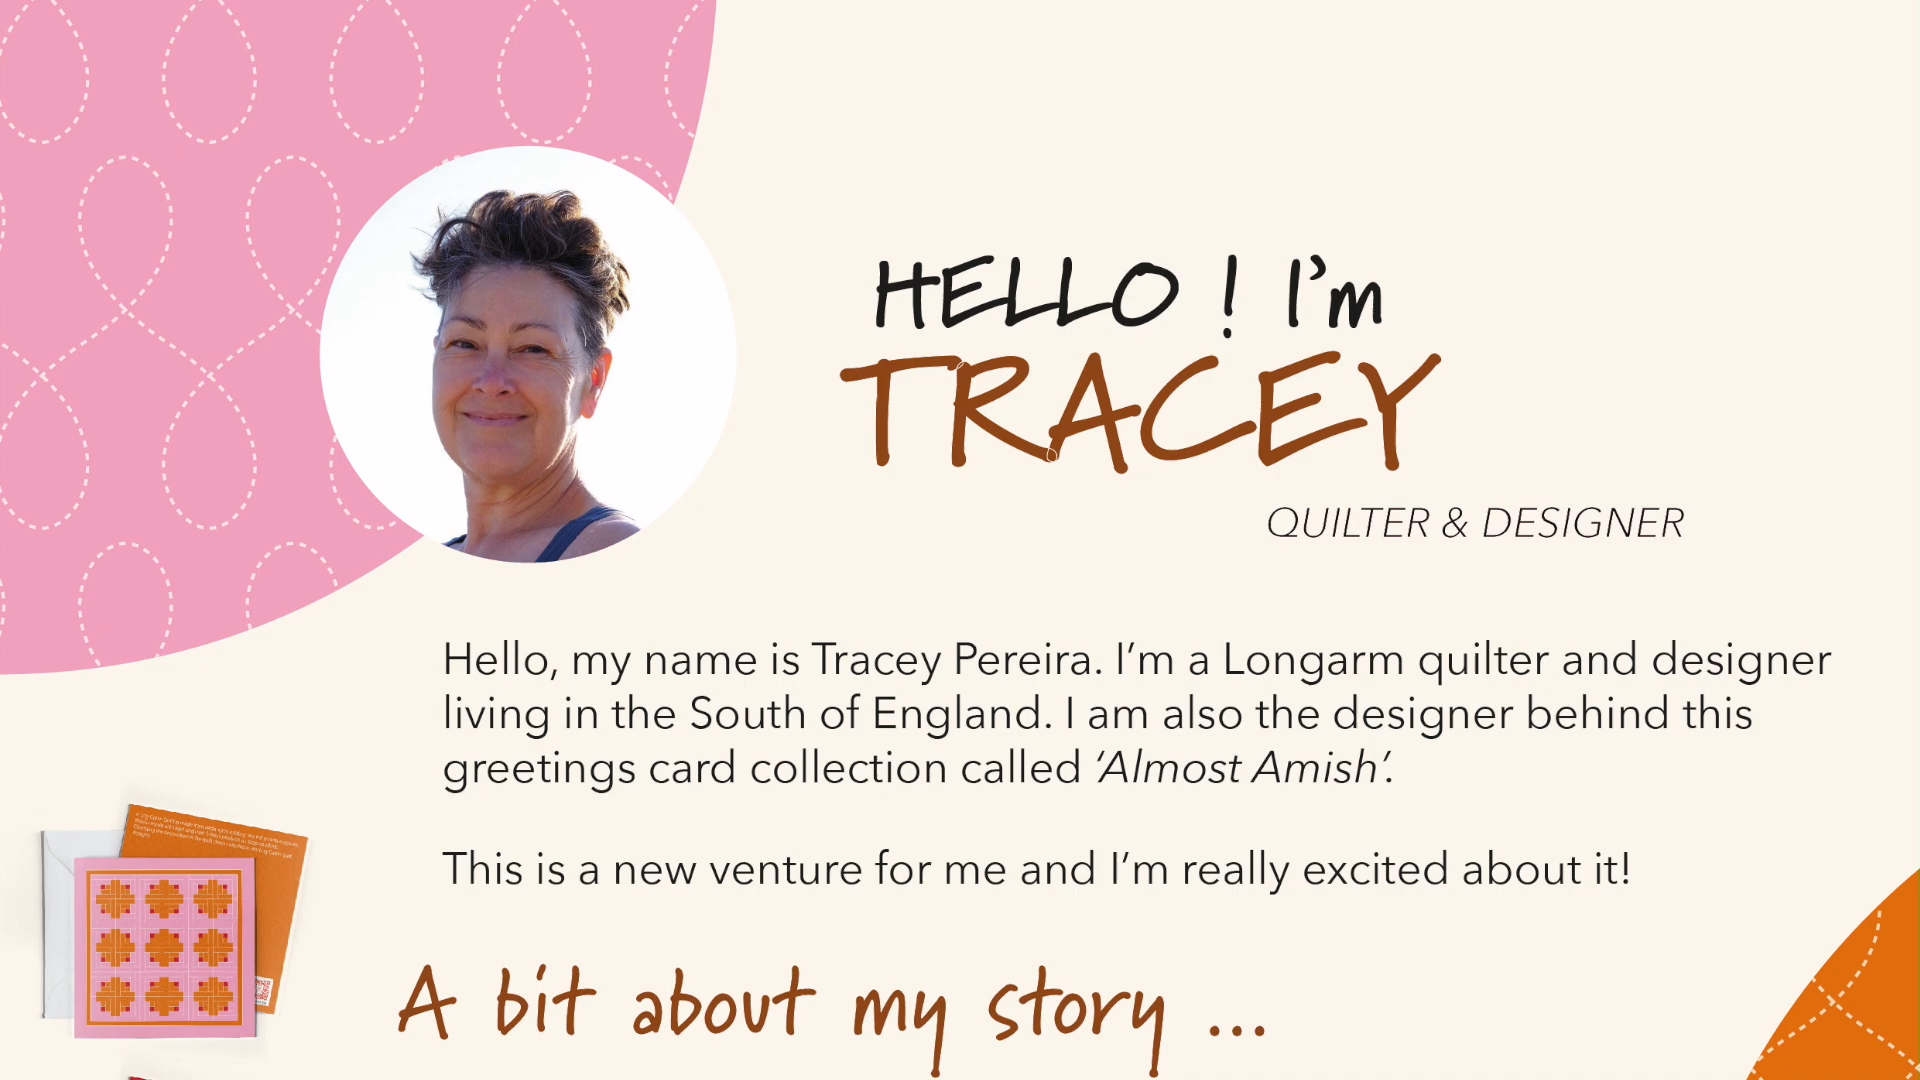 HELLO ! I’m
TRACEY
QUILTER & DESIGNER
Hello, my name is Tracey Pereira. I’m a Longarm quilter and designer
living in the South of England. I am also the designer behind this
greetings card collection called ‘Almost Amish’.
This is a new venture for me and I’m really excited about it!
A bit about my story ...